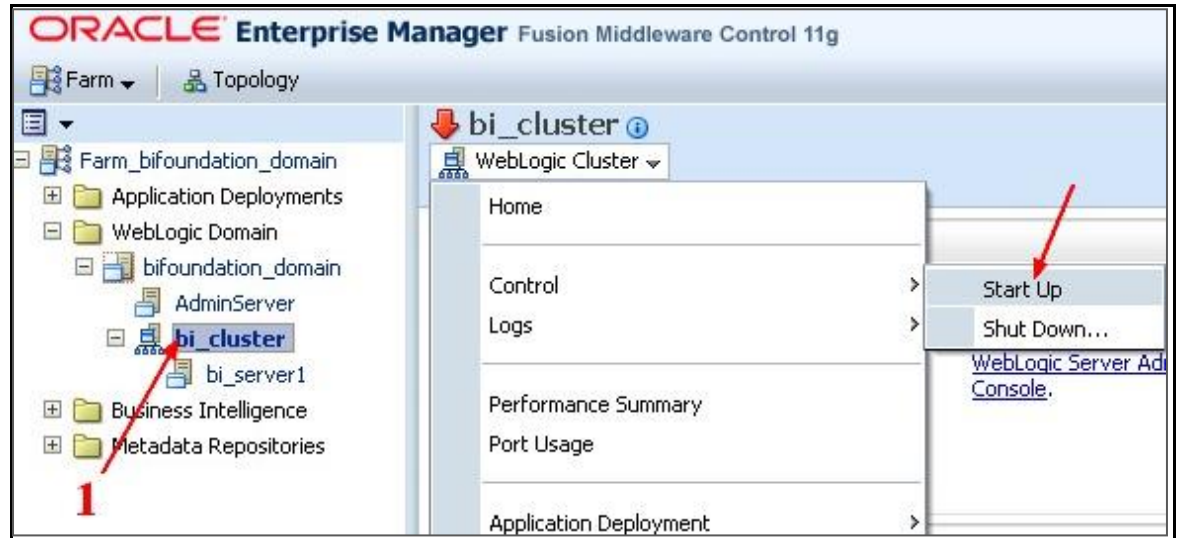 ORACLE Enterprise Manager Fusion Middleware Control 11g
Farm Topology
bi_cluster
Farm_bifoundation_domain
WebLogic Cluster
Application Deployments
Home
WebLogic Domain
bifoundation_domain
Control
Start Up
AdminServer
Logs
Shut Down...
bi_cluster
WebLogic Server Ad
bi_server1
Console.
Business Intelligence
Performance Summary
Metadata Repositories
Port Usage
1
Application Deployment